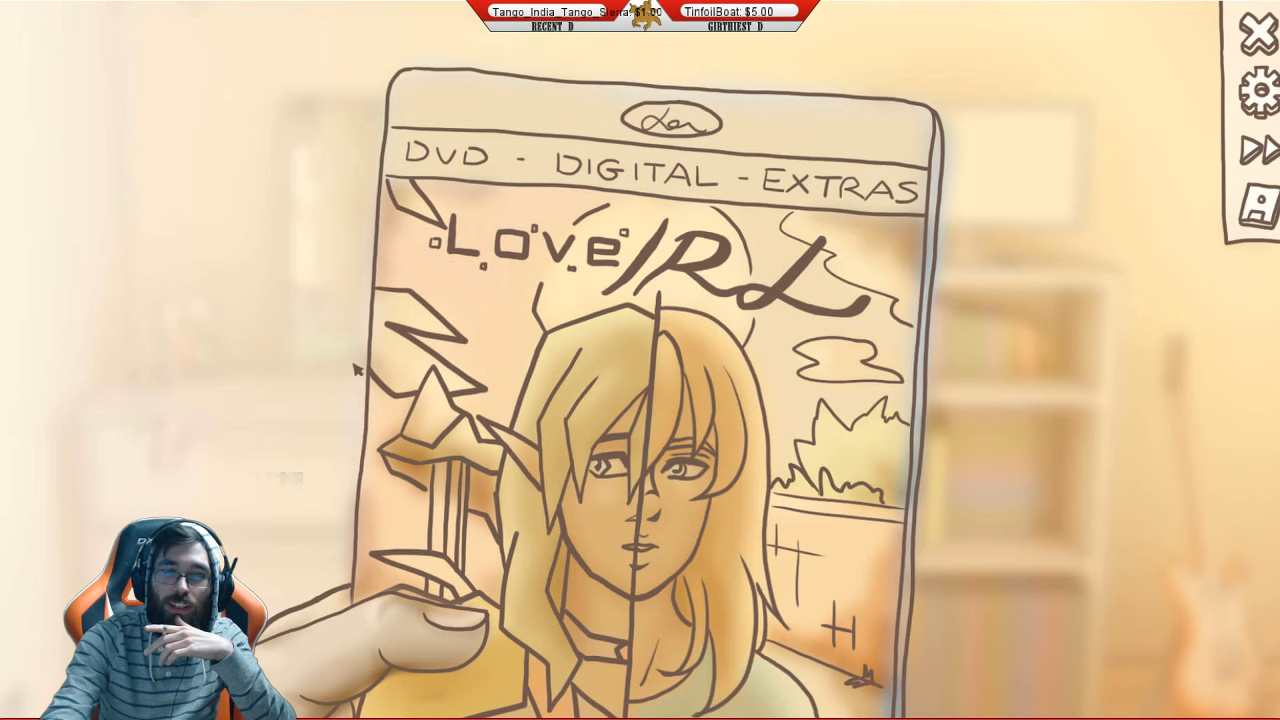 Tango_India_Tango_Sierra: $1.00
TinfoilBoat: $5.00
RECENT D
GIRTHIEST D
DVD - DIGITAL - EXTRAS
LOVE/RL